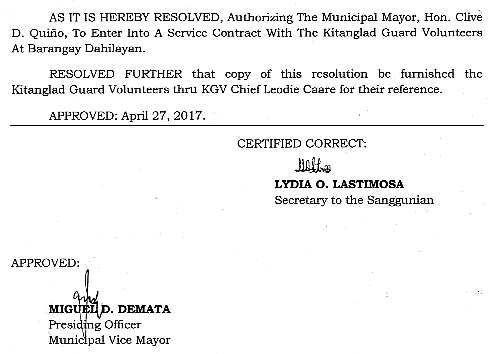 AS IT IS HEREBY RESOLVED, Authorizing The Municipal Mayor, Hon. Clive
D. Quiño, To Enter Into A Service Contract With The Kitanglad Guard Volunteers
At Barangay Dahilayan.
RESOLVED FURTHER that copy of this resolution be furnished the
Kitanglad Guard Volunteers thru KGV Chief Leodie Caare for their reference.
APPROVED: April 27, 2017.
CERTIFIED CORRECT:
LYDIA O. LASTIMOSA
Secretary to the Sanggunian
APPROVED:
MIGUEL D. DEMATA
Presiding Officer
Municipal Vice Mayor